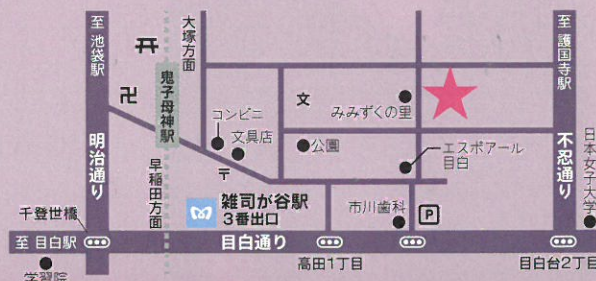 至 池袋駅
大塚方面
至 護国寺駅
鬼子母神駅
コンビニ
文具店
文
みみずくの里
公園
エスポアール
目白
明治通り
不忍通り
日本女子大学
早稲田方面
〒
雑司が谷駅
3番出口
市川歯科
P
千登世橋
至 目白駅
目白通り
学習院
高田1丁目
目白台2丁目